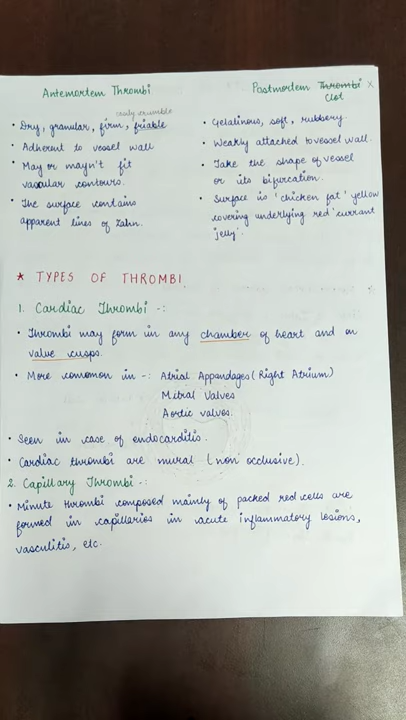 Antemortem Thrombi
easily crumble
• Dry, granular, firm, friable
• Adherent to vessel wall
• May or mayn't fit
vascular contours.
• The surface contains
apparent lines of Zahn.
Postmortem Thrombi x
Clot
• Gelatinous, soft, rubbery.
• Weakly attached to vessel wall.
• Take the shape of vessel
or its bifurcation.
• Surface is 'chicken fat' yellow
covering underlying red 'currant
jelly'.
* TYPES OF THROMBI
1. Cardiac Thrombi -:
• Thrombi may form in any chamber of heart and on
value cusps.
• More common in -: Atrial Appandages (Right Atrium)
Mitral Valves
Aortic valves.
• Seen in case of endocarditis.
• Cardiac thrombi are mural (non occlusive).
2. Capillary Thrombi -:
• Minute thrombi composed mainly of packed red cells are
formed in capillaries in acute inflammatory lesions,
vasculitis, etc.